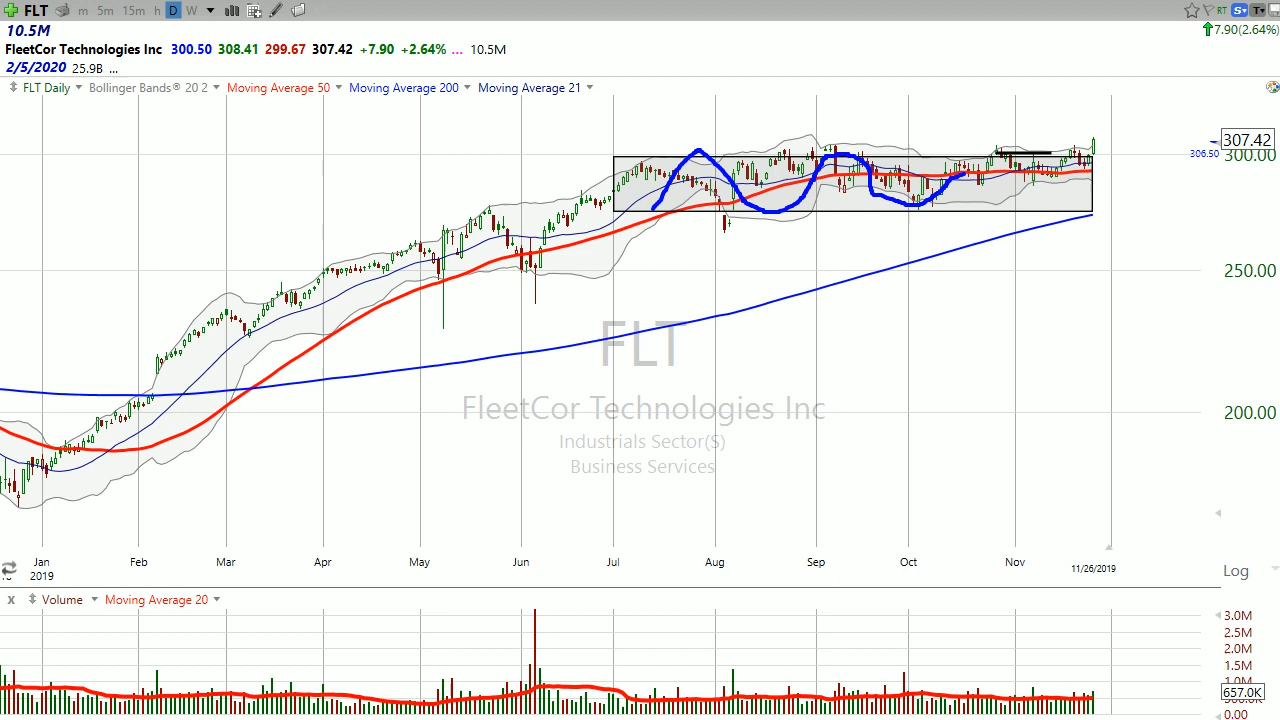 FLT m 5m 15m h D W RT S T
10.5M 7.90(2.64%)
FleetCor Technologies Inc 300.50 308.41 299.67 307.42 +7.90 +2.64% ... 10.5M
2/5/2020 25.9B ...
FLT Daily Bollinger Bands® 20 2 Moving Average 50 Moving Average 200 Moving Average 21
307.42
306.50 300.00
250.00
FLT
FleetCor Technologies Inc
200.00
Industrials Sector($)
Business Services
Jan Feb Mar Apr May Jun Jul Aug Sep Oct Nov
2019 11/26/2019 Log
x Volume Moving Average 20
3.0M
2.5M
2.0M
1.5M
1.0M
657.0K
0.00